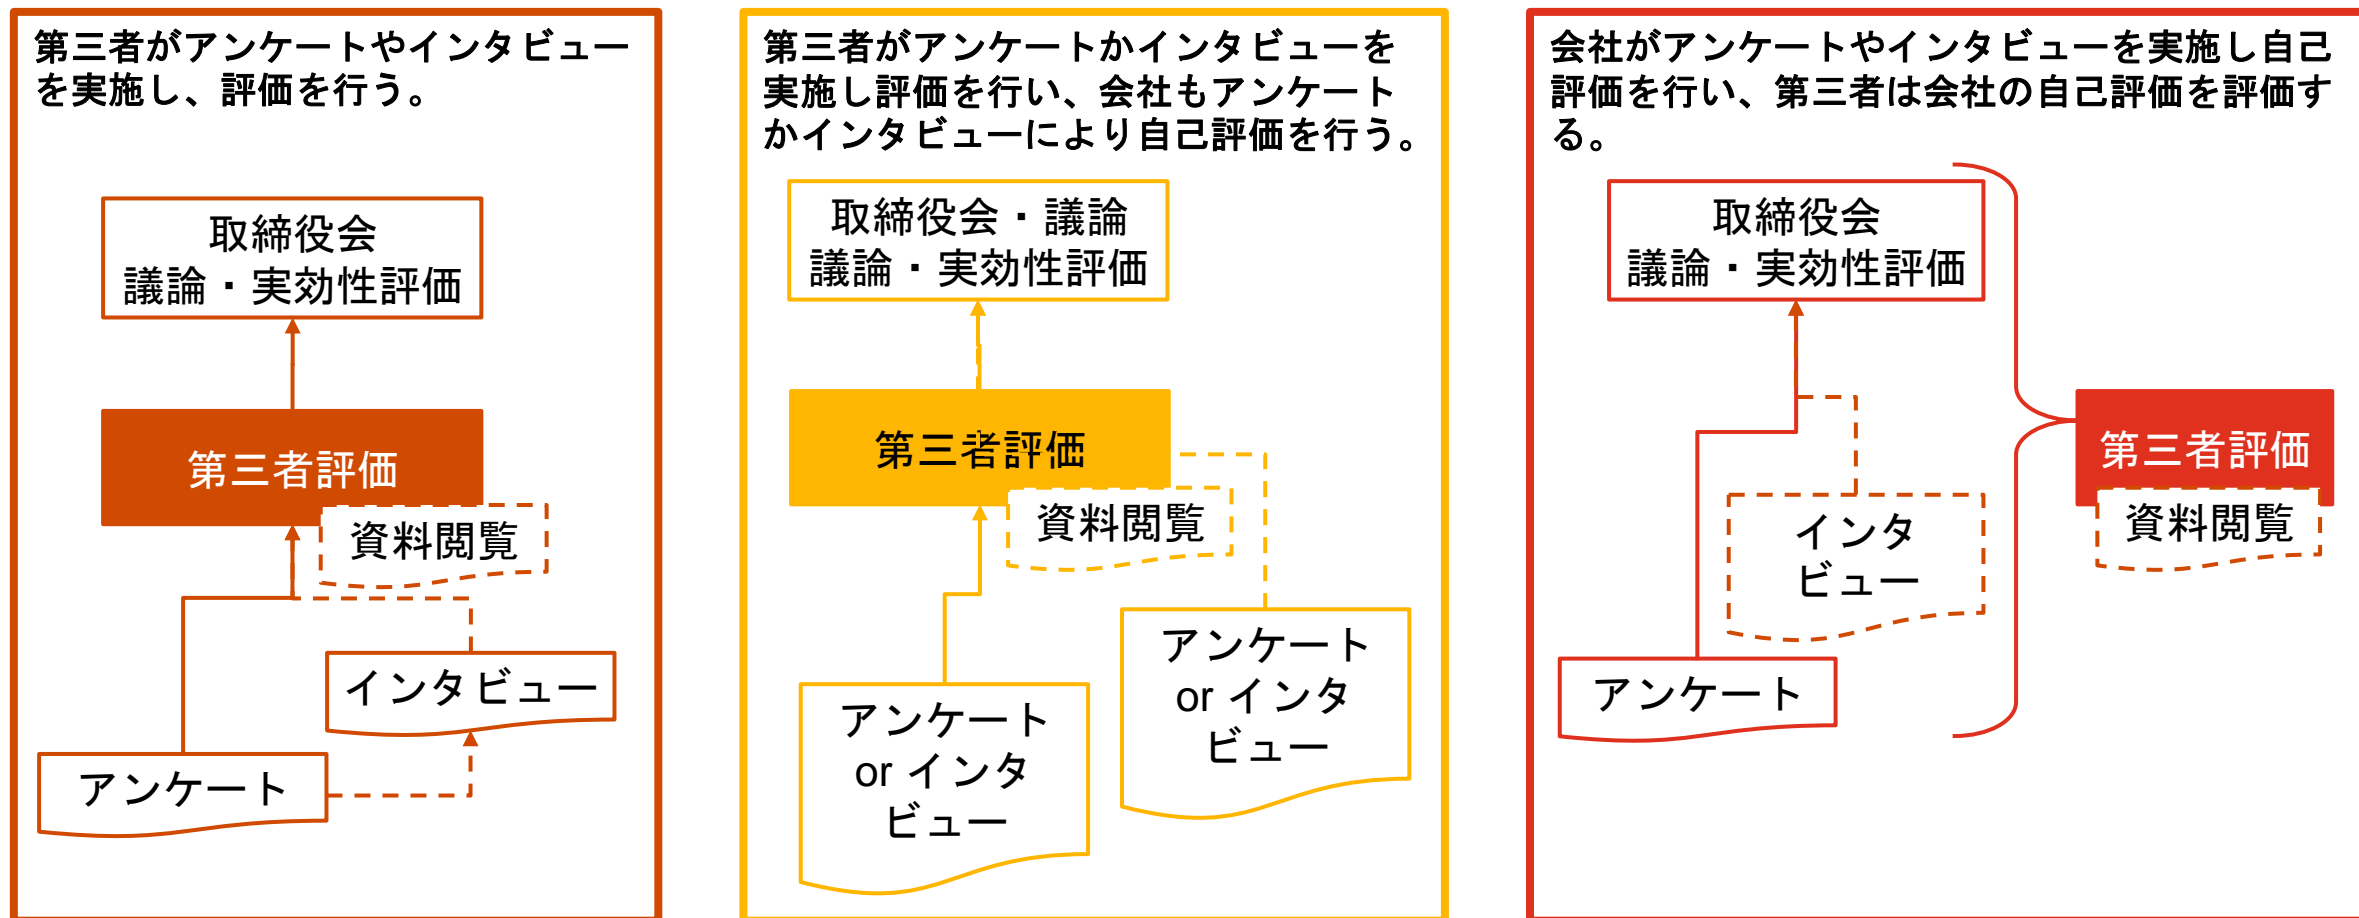 第三者がアンケートやインタビュー
を実施し、評価を行う。
取締役会
議論・実効性評価
第三者評価
資料閲覧
インタビュー
アンケート
第三者がアンケートかインタビューを
実施し評価を行い、会社もアンケート
かインタビューにより自己評価を行う。
取締役会・議論
議論・実効性評価
第三者評価
資料閲覧
アンケート
or インタ
ビュー
アンケート
or インタ
ビュー
会社がアンケートやインタビューを実施し自己
評価を行い、第三者は会社の自己評価を評価す
る。
取締役会
議論・実効性評価
第三者評価
資料閲覧
インタ
ビュー
アンケート